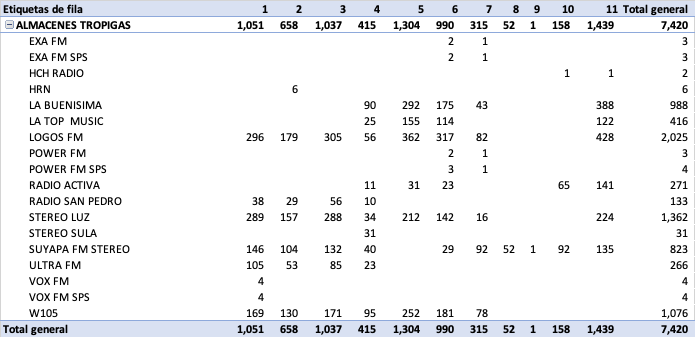 Etiquetas de fila 1 2 3 4 5 6 7 8 9 10 11 Total general
ALMACENES TROPIGAS 1,051 658 1,037 415 1,304 990 315 52 1 158 1,439 7,420
EXA FM 2 1 3
EXA FM SPS 2 1 3
HCH RADIO 1 1 2
HRN 6 6
LA BUENISIMA 90 292 175 43 388 988
LA TOP MUSIC 25 155 114 122 416
LOGOS FM 296 179 305 56 362 317 82 428 2,025
POWER FM 2 1 3
POWER FM SPS 3 1 4
RADIO ACTIVA 11 31 23 65 141 271
RADIO SAN PEDRO 38 29 56 10 133
STEREO LUZ 289 157 288 34 212 142 16 224 1,362
STEREO SULA 31 31
SUYAPA FM STEREO 146 104 132 40 29 92 52 1 92 135 823
ULTRA FM 105 53 85 23 266
VOX FM 4 4
VOX FM SPS 4 4
W105 169 130 171 95 252 181 78 1,076
Total general 1,051 658 1,037 415 1,304 990 315 52 1 158 1,439 7,420